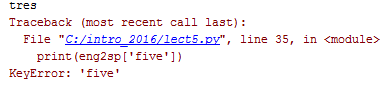 tres
Traceback (most recent call last):
  File "C:/intro_2016/lect5.py", line 35, in <module>
    print(eng2sp['five'])
KeyError: 'five'